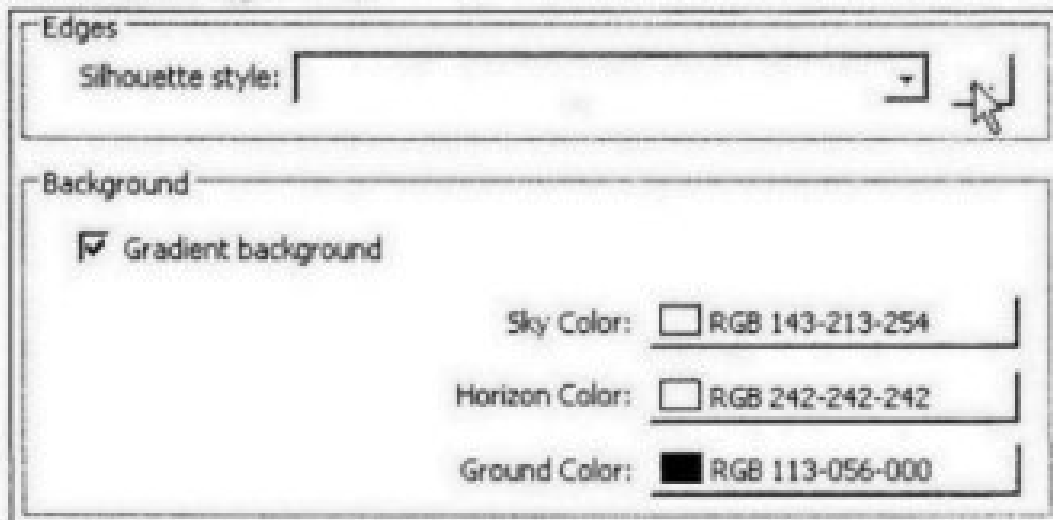 Edges
Silhouette style:
Background
Gradient background
Sky Color: RGB 143-213-254
Horizon Color: RGB 242-242-242
Ground Color: RGB 113-056-000